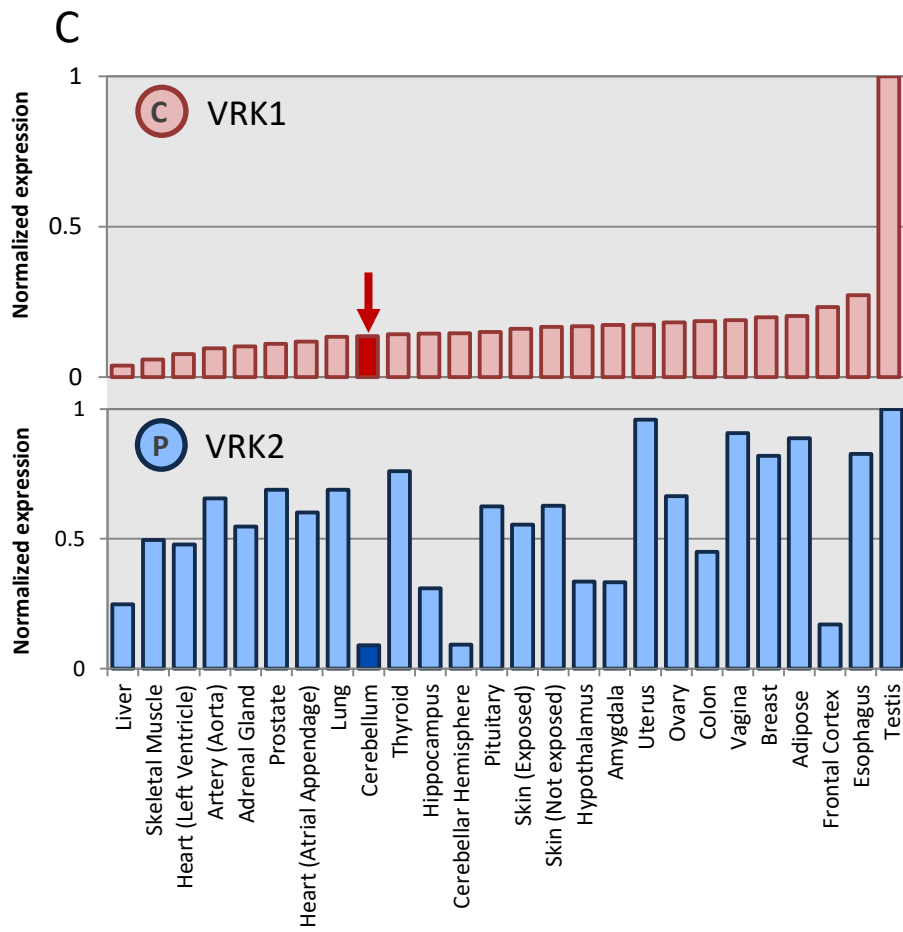 C
Normalized expression
1
0.5
0
C
VRK1
Normalized expression
1
0.5
0
P
VRK2
Liver
Skeletal Muscle
Heart (Left Ventricle)
Artery (Aorta)
Adrenal Gland
Prostate
Heart (Atrial Appendage)
Lung
Cerebellum
Thyroid
Hippocampus
Cerebellar Hemisphere
Pituitary
Skin (Exposed)
Skin (Not exposed)
Hypothalamus
Amygdala
Uterus
Ovary
Colon
Vagina
Breast
Adipose
Frontal Cortex
Esophagus
Testis